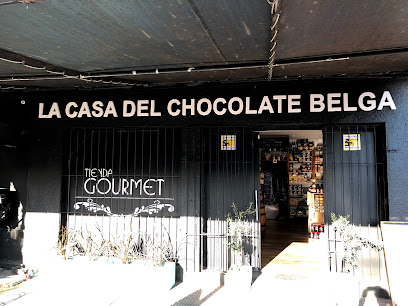 LA CASA DEL CHOCOLATE BELGA
TIENDA
GOURMET